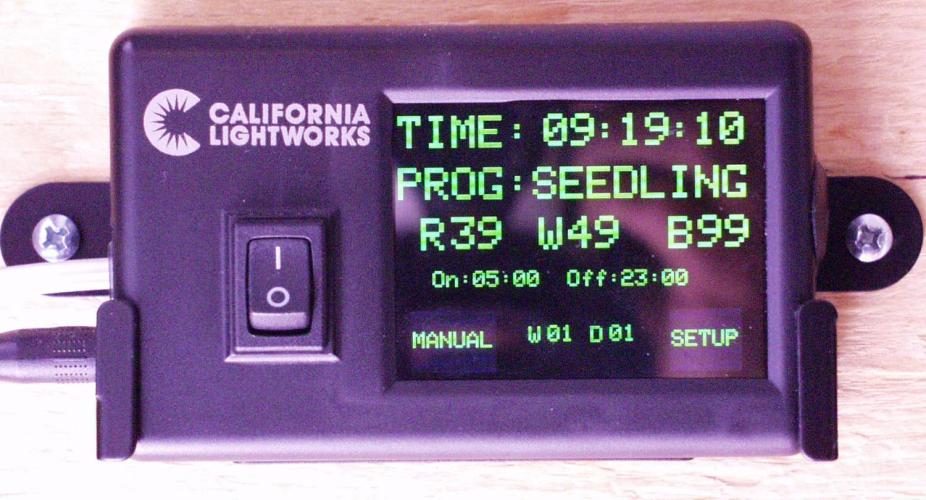 CALIFORNIA
LIGHTWORKS
TIME: 09:19:10
PROG:SEEDLING
R39 W49 B99
On:05:00 Off:23:00
MANUAL W01 D01 SETUP